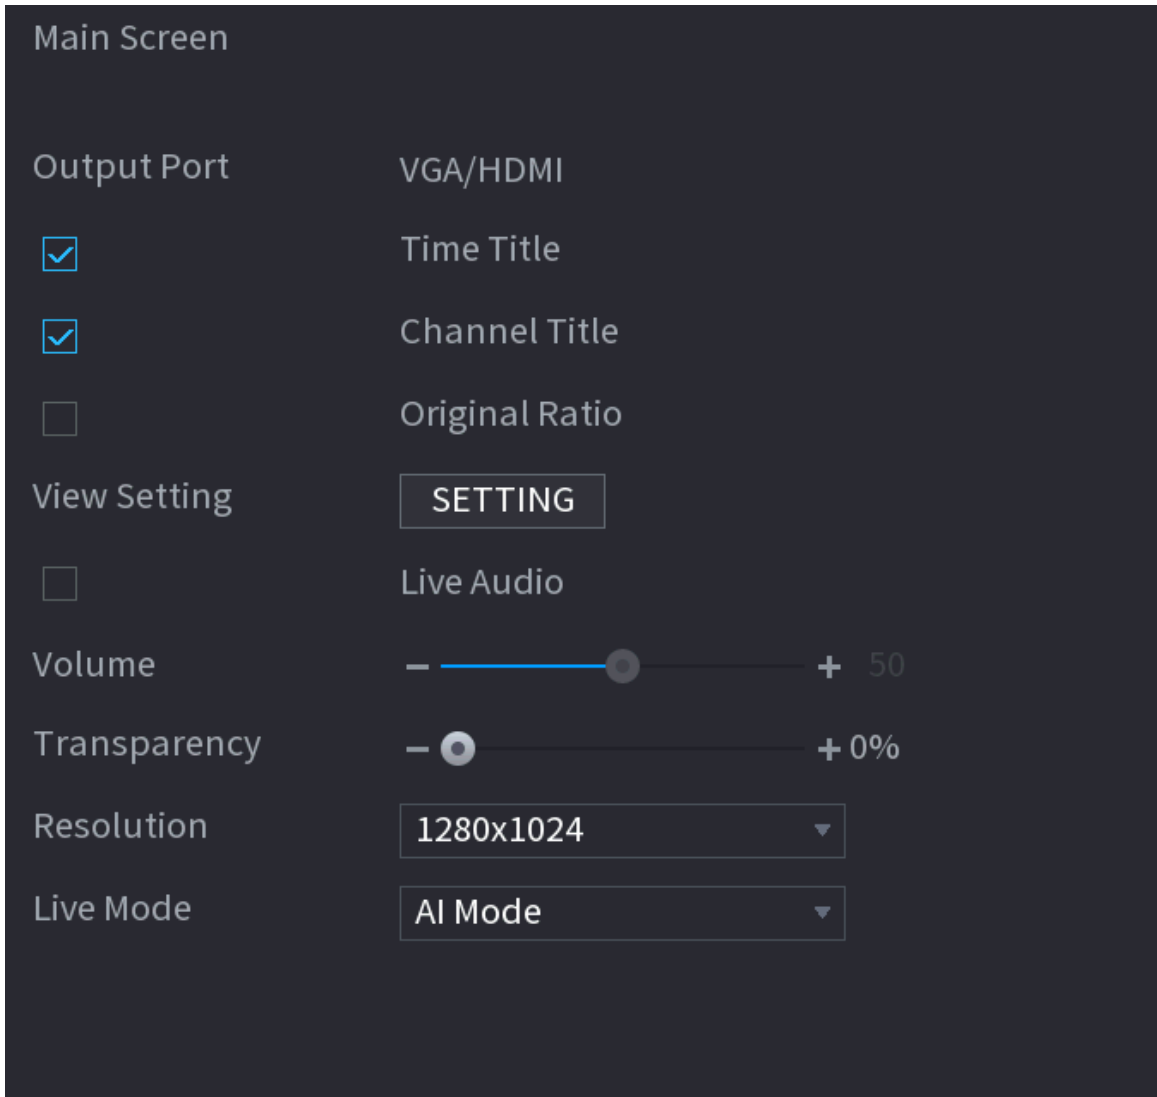 Main Screen
Output Port VGA/HDMI
Time Title
Channel Title
Original Ratio
View Setting SETTING
Live Audio
Volume − + 50
Transparency − + 0%
Resolution 1280x1024
Live Mode AI Mode